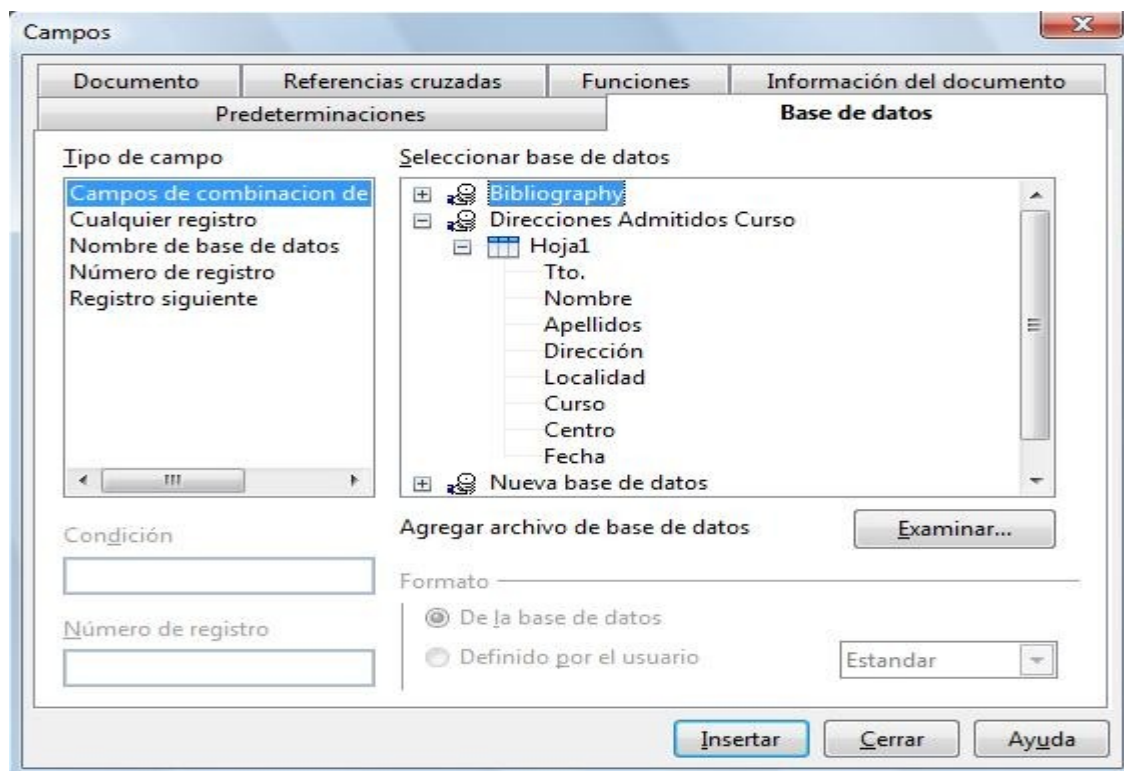 Campos
Documento
Referencias cruzadas
Funciones
Información del documento
Predeterminaciones
Base de datos
Tipo de campo
Campos de combinacion de
Cualquier registro
Nombre de base de datos
Número de registro
Registro siguiente
Seleccionar base de datos
Bibliography
Direcciones Admitidos Curso
Hoja1
Tto.
Nombre
Apellidos
Dirección
Localidad
Curso
Centro
Fecha
Nueva base de datos
Agregar archivo de base de datos
Examinar...
Condición
Número de registro
Formato
De la base de datos
Definido por el usuario
Estandar
Insertar
Cerrar
Ayuda